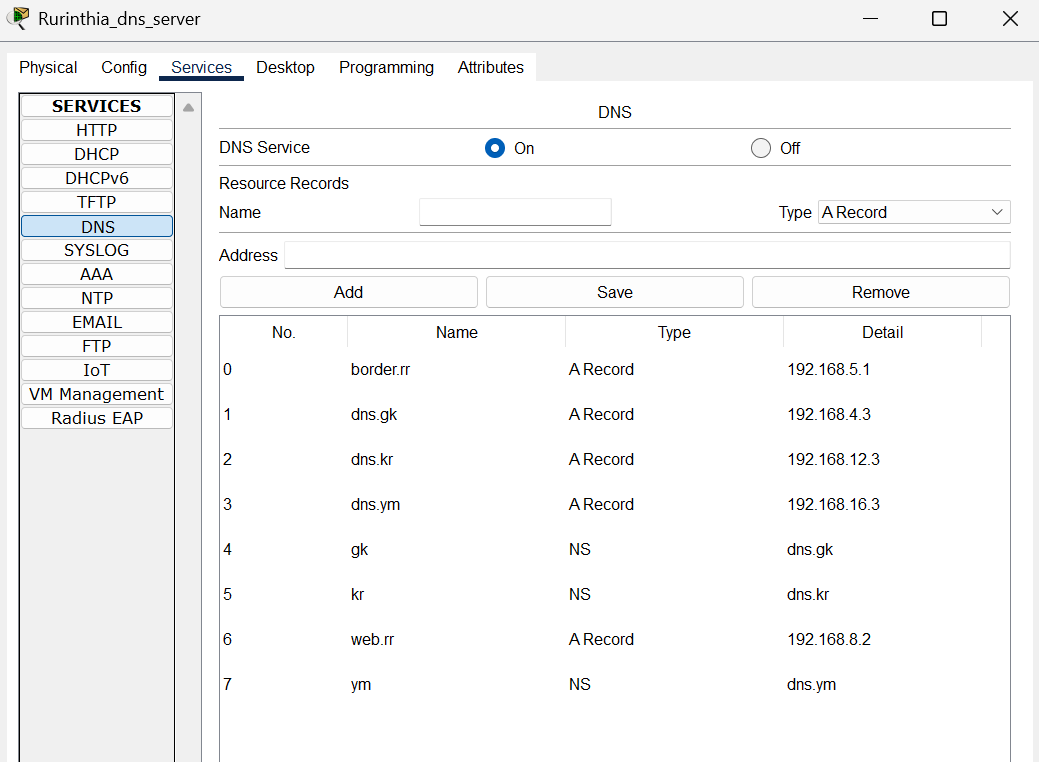 Rurinthia_dns_server
Physical Config Services Desktop Programming Attributes
SERVICES
HTTP
DHCP
DHCPv6
TFTP
DNS
SYSLOG
AAA
NTP
EMAIL
FTP
IoT
VM Management
Radius EAP
DNS
DNS Service On Off
Resource Records
Name Type A Record
Address
Add Save Remove
No. Name Type Detail
0 border.rr A Record 192.168.5.1
1 dns.gk A Record 192.168.4.3
2 dns.kr A Record 192.168.12.3
3 dns.ym A Record 192.168.16.3
4 gk NS dns.gk
5 kr NS dns.kr
6 web.rr A Record 192.168.8.2
7 ym NS dns.ym